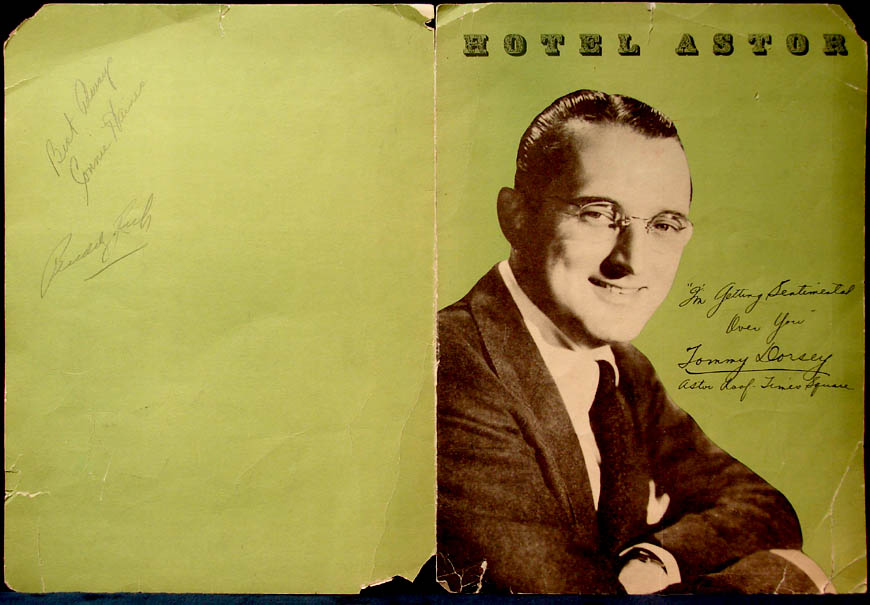 Best Always
Connie Haines
Buddy Rich
HOTEL ASTOR
"I'm Getting Sentimental
Over You"
Tommy Dorsey
Astor Roof - Times Square